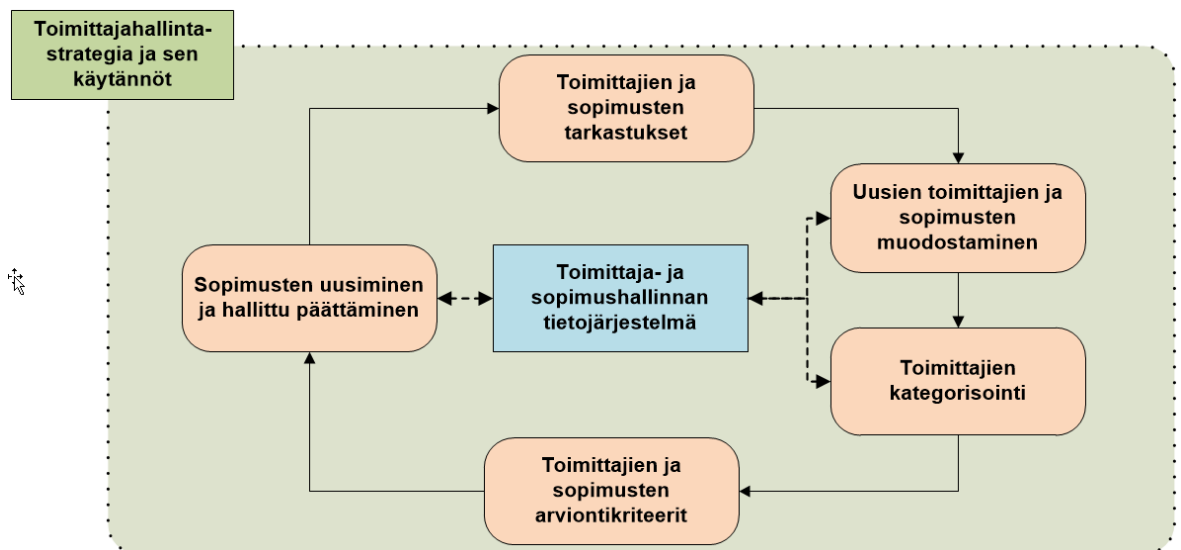 Toimittajahallinta-
strategia ja sen
käytännöt
Toimittajien ja
sopimusten
tarkastukset
Uusien toimittajien ja
sopimusten
muodostaminen
Sopimusten uusiminen
ja hallittu päättäminen
Toimittaja- ja
sopimushallinnan
tietojärjestelmä
Toimittajien
kategorisointi
Toimittajien ja
sopimusten
arviontikriteerit